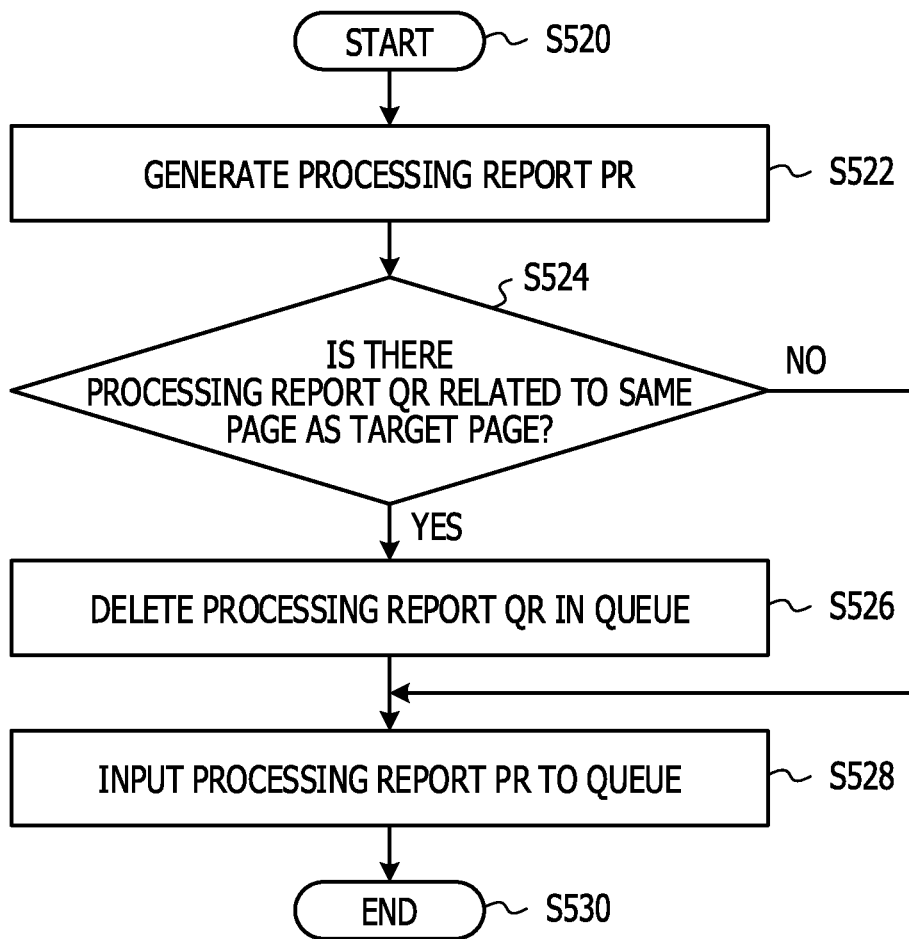 START
S520
GENERATE PROCESSING REPORT PR
S522
S524
IS THERE
PROCESSING REPORT QR RELATED TO SAME
PAGE AS TARGET PAGE?
NO
YES
DELETE PROCESSING REPORT QR IN QUEUE
S526
INPUT PROCESSING REPORT PR TO QUEUE
S528
END
S530